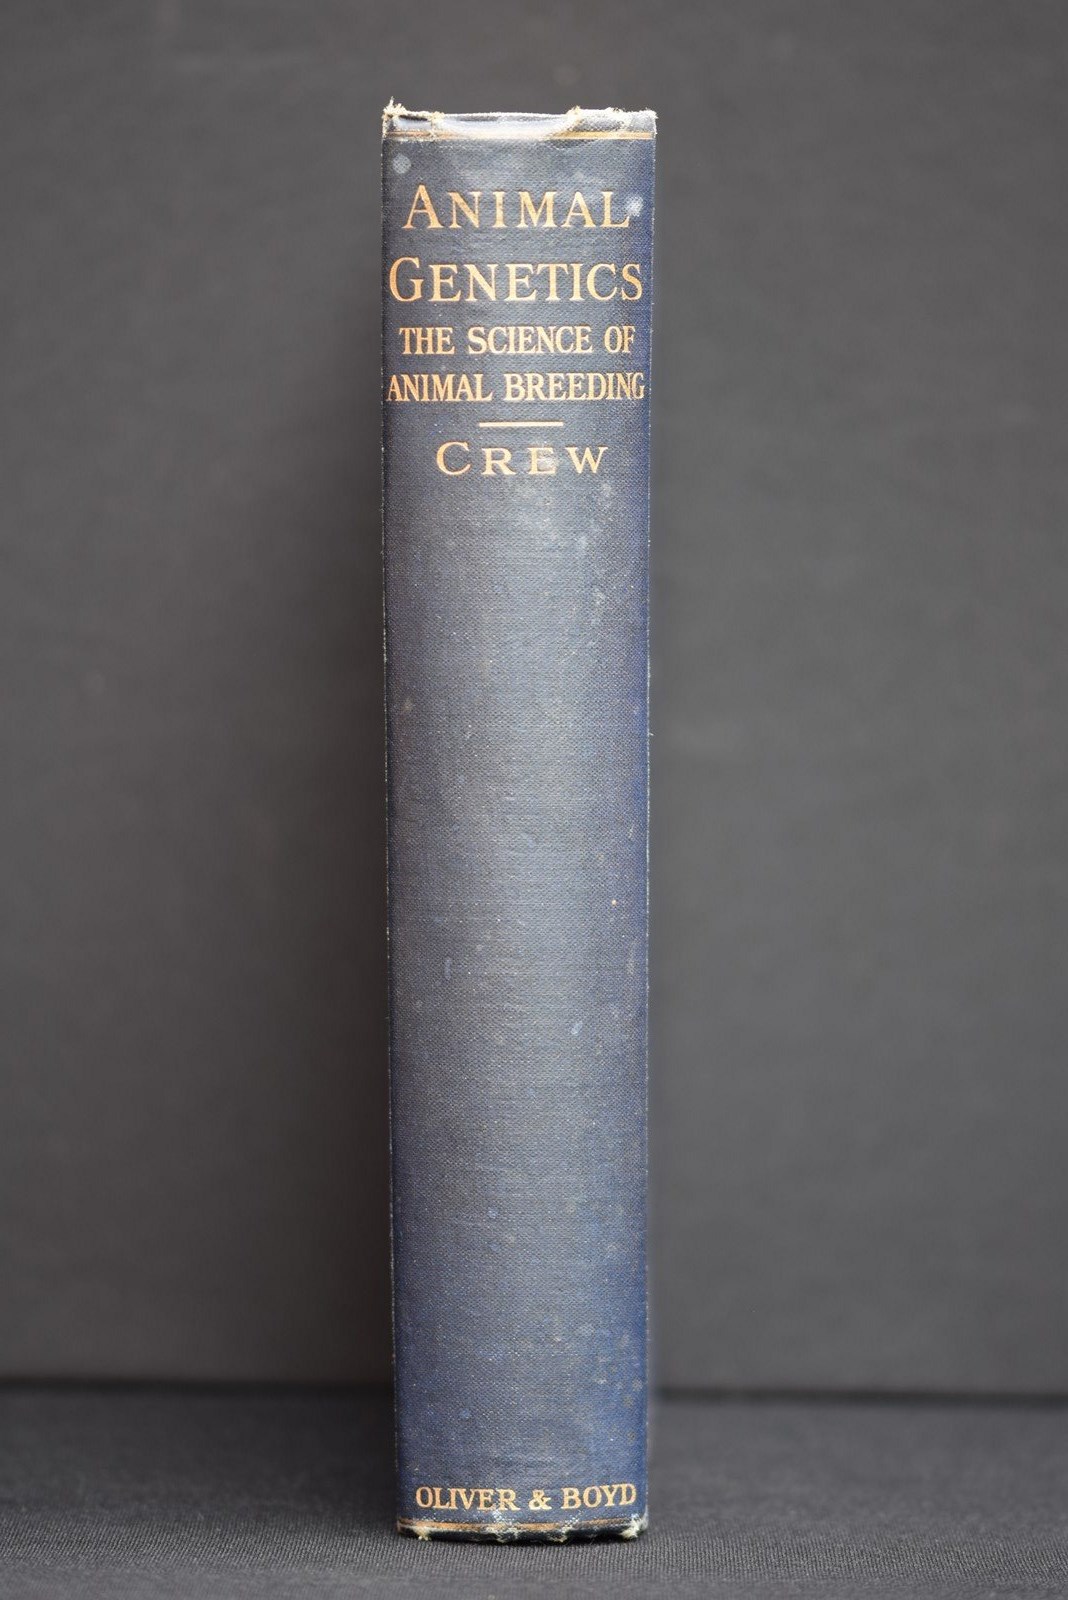 ANIMAL
GENETICS
THE SCIENCE OF
ANIMAL BREEDING
CREW
OLIVER & BOYD